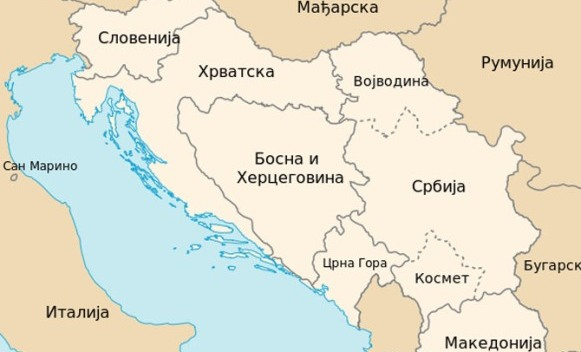 Мађарска
Словенија
Румунија
Хрватска
Војводина
Босна и
Херцеговина
Сан Марино
Србија
Црна Гора
Космет
Бугарск
Италија
Македонија